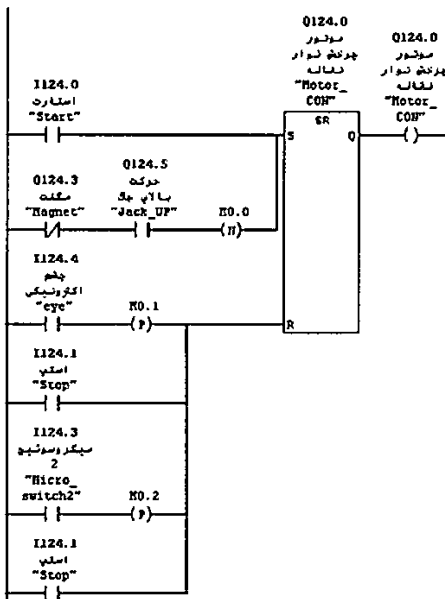 Q124.0
موتور
چرخش نوار
نقاله
"Motor_
CON"
Q124.0
موتور
چرخش نوار
نقاله
"Motor_
CON"
I124.0
استارت
"Start"
SR
S
Q
Q124.3
مگنت
"Magnet"
Q124.5
حرکت
بالای جک
"Jack_UP"
M0.0
N
I124.4
چشم
الکترونیکی
"eye"
M0.1
P
R
I124.1
استپ
"Stop"
I124.3
میکروسوئیچ
2
"Micro_
switch2"
M0.2
P
I124.1
استپ
"Stop"